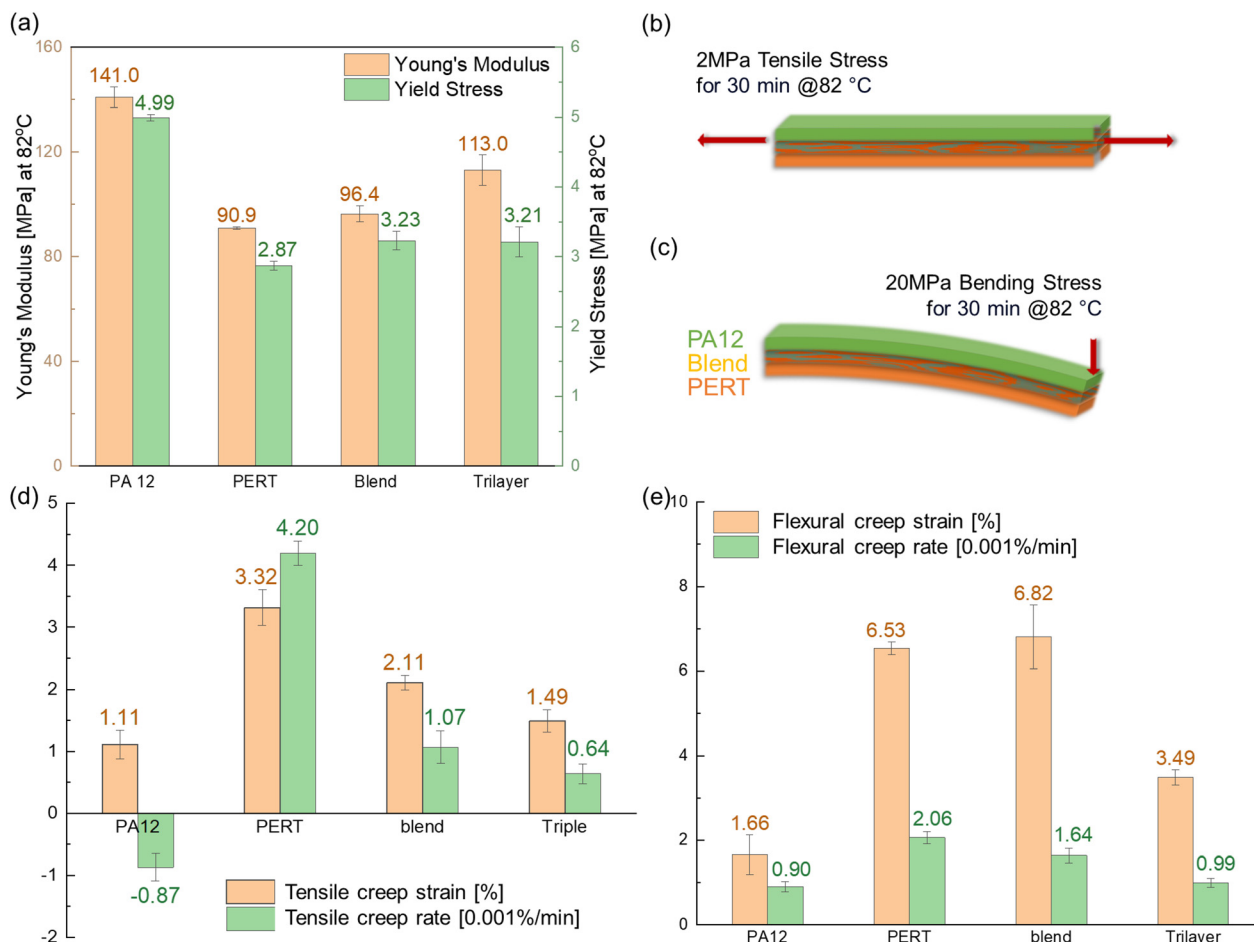 (a)
160
120
80
40
0
Young's Modulus [MPa] at 82°C
141.0
4.99
90.9
2.87
96.4
3.23
113.0
3.21
Young's Modulus
Yield Stress
6
5
4
3
2
1
0
Yield Stress [MPa] at 82°C
PA 12
PERT
Blend
Trilayer
(b)
2MPa Tensile Stress
for 30 min @82 °C
(c)
20MPa Bending Stress
for 30 min @82 °C
PA12
Blend
PERT
(d)
5
4
3
2
1
0
-1
-2
1.11
-0.87
3.32
4.20
2.11
1.07
1.49
0.64
PA12
PERT
blend
Triple
Tensile creep strain [%]
Tensile creep rate [0.001%/min]
(e)
10
8
6
4
2
0
Flexural creep strain [%]
Flexural creep rate [0.001%/min]
1.66
0.90
6.53
2.06
6.82
1.64
3.49
0.99
PA12
PERT
blend
Trilayer